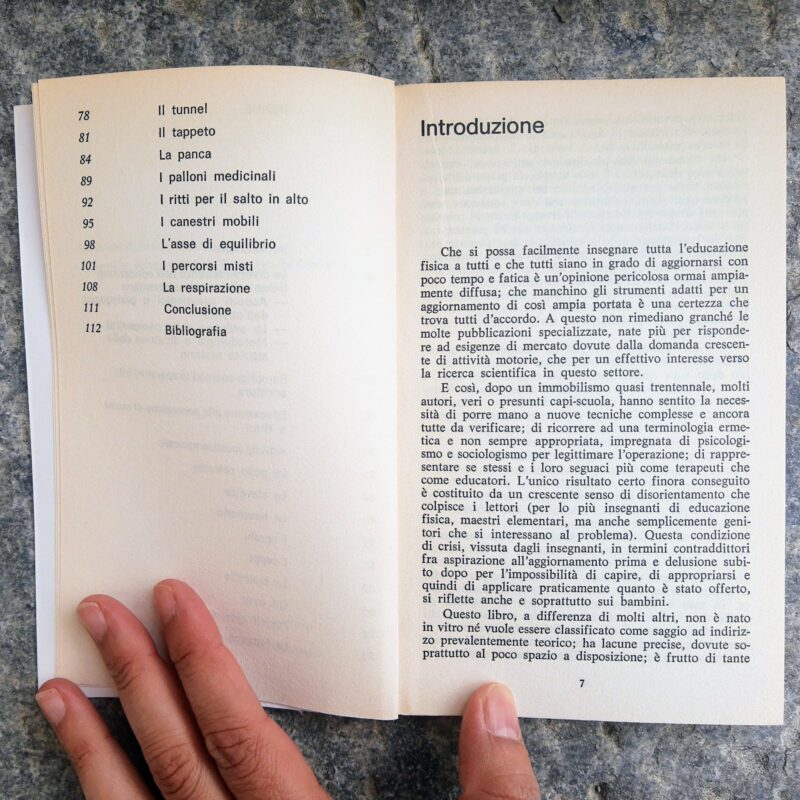 78 Il tunnel
81 Il tappeto
84 La panca
89 I palloni medicinali
92 I ritti per il salto in alto
95 I canestri mobili
98 L'asse di equilibrio
101 I percorsi misti
108 La respirazione
111 Conclusione
112 Bibliografia
Introduzione
Che si possa facilmente insegnare tutta l'educazione
fisica a tutti e che tutti siano in grado di aggiornarsi con
poco tempo e fatica è un'opinione pericolosa ormai ampia-
mente diffusa; che manchino gli strumenti adatti per un
aggiornamento di così ampia portata è una certezza che
trova tutti d'accordo. A questo non rimediano granché le
molte pubblicazioni specializzate, nate più per risponde-
re ad esigenze di mercato dovute dalla domanda crescen-
te di attività motorie, che per un effettivo interesse verso
la ricerca scientifica in questo settore.
E così, dopo un immobilismo quasi trentennale, molti
autori, veri o presunti capi-scuola, hanno sentito la neces-
sità di porre mano a nuove tecniche complesse e ancora
tutte da verificare; di ricorrere ad una terminologia erme-
tica e non sempre appropriata, impregnata di psicologi-
smo e sociologismo per legittimare l'operazione; di rappre-
sentare se stessi e i loro seguaci più come terapeuti che
come educatori. L'unico risultato certo finora conseguito
è costituito da un crescente senso di disorientamento che
colpisce i lettori (per lo più insegnanti di educazione
fisica, maestri elementari, ma anche semplicemente geni-
tori che si interessano al problema). Questa condizione
di crisi, vissuta dagli insegnanti, in termini contraddittori
fra aspirazione all'aggiornamento prima e delusione subi-
to dopo per l'impossibilità di capire, di appropriarsi e
quindi di applicare praticamente quanto è stato offerto,
si riflette anche e soprattutto sui bambini.
Questo libro, a differenza di molti altri, non è nato
in vitro né vuole essere classificato come saggio ad indiriz-
zo prevalentemente teorico; ha lacune precise, dovute so-
prattutto al poco spazio a disposizione; è frutto di tante
7